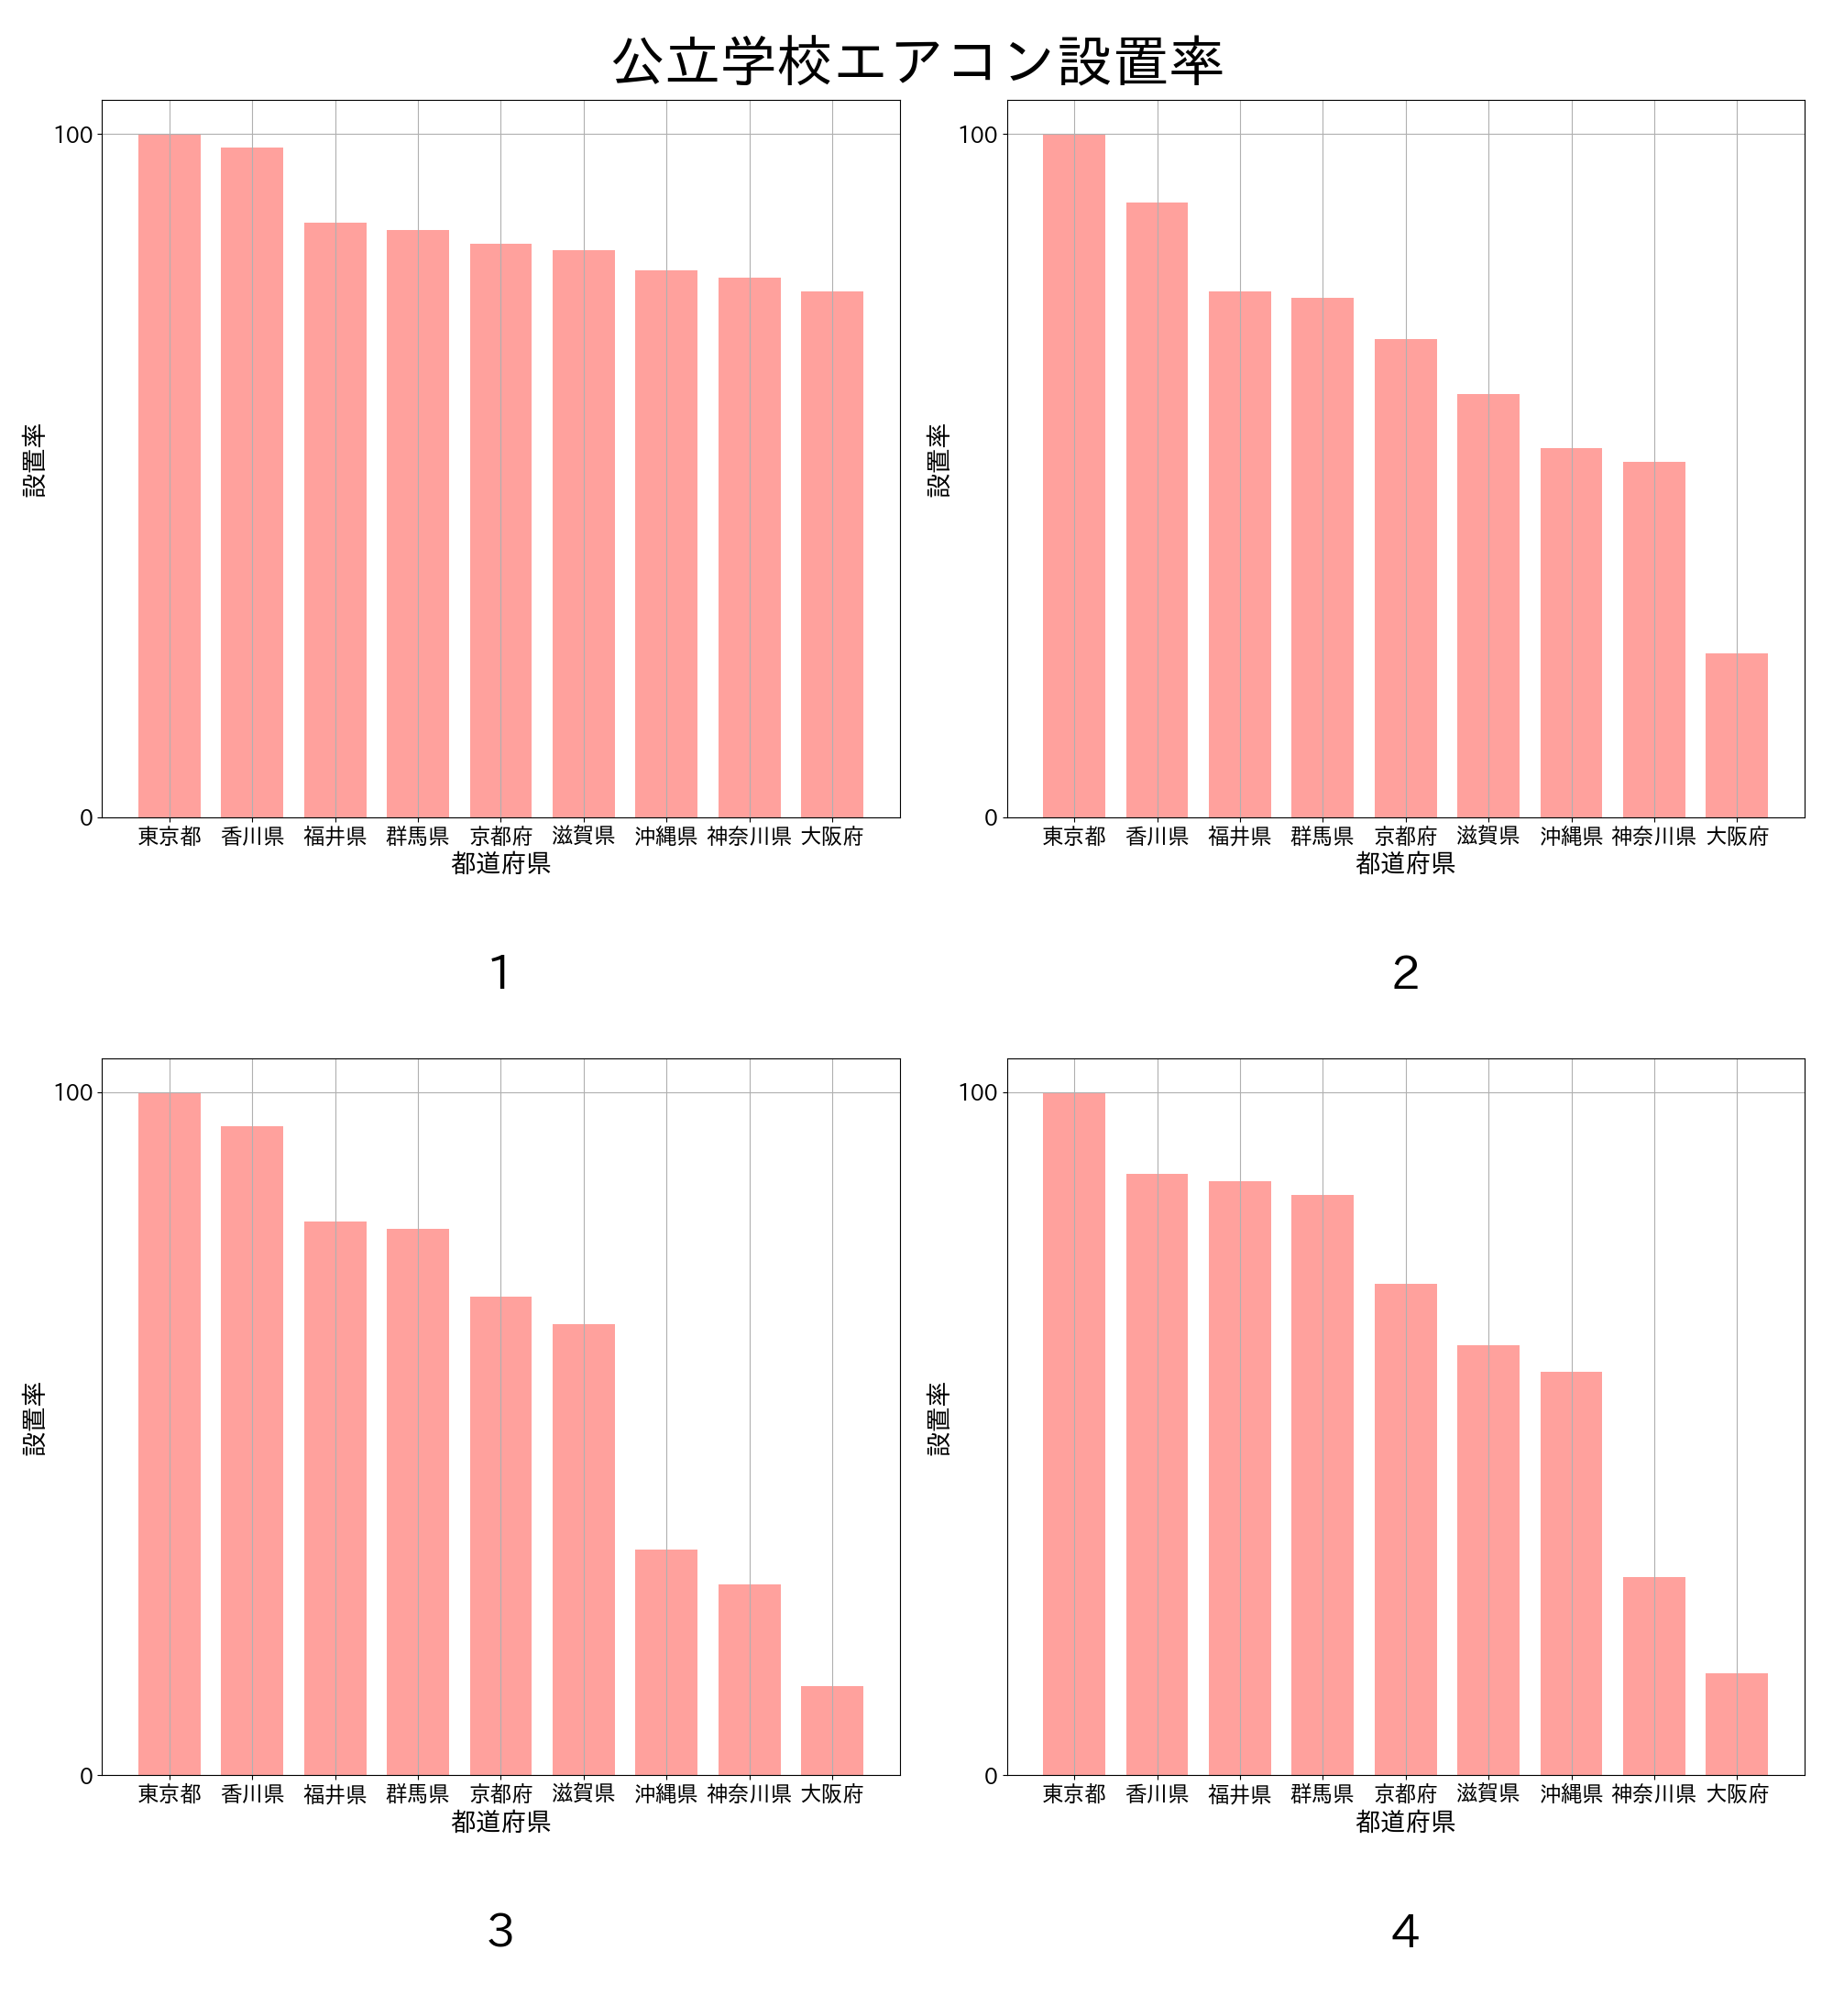 公立学校エアコン設置率
100
0
設置率
東京都 香川県 福井県 群馬県 京都府 滋賀県 沖縄県 神奈川県 大阪府
都道府県
1
100
0
設置率
東京都 香川県 福井県 群馬県 京都府 滋賀県 沖縄県 神奈川県 大阪府
都道府県
2
100
0
設置率
東京都 香川県 福井県 群馬県 京都府 滋賀県 沖縄県 神奈川県 大阪府
都道府県
3
100
0
設置率
東京都 香川県 福井県 群馬県 京都府 滋賀県 沖縄県 神奈川県 大阪府
都道府県
4